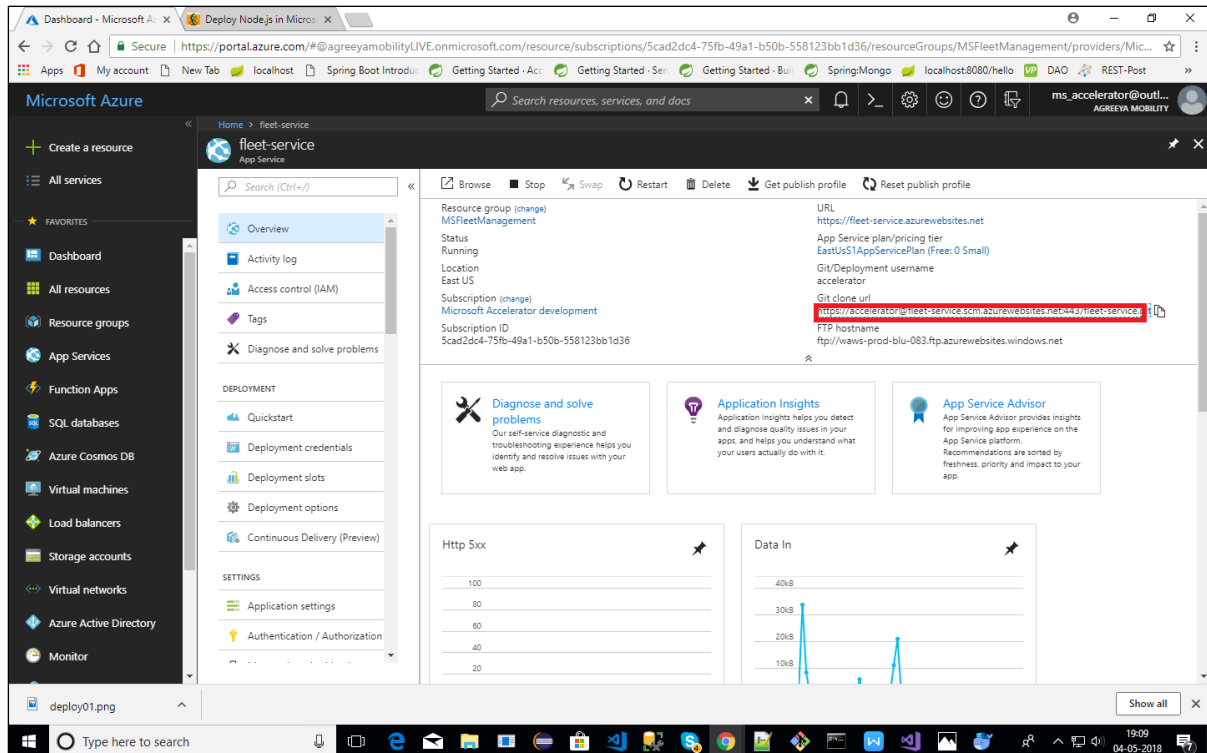 Dashboard - Microsoft A
Deploy Node.js in Micros
Secure | https://portal.azure.com/#@agreeyamobilityLIVE.onmicrosoft.com/resource/subscriptions/5cad2dc4-75fb-49a1-b50b-558123bb1d36/resourceGroups/MSFleetManagement/providers/Mic...
Apps My account New Tab localhost Spring Boot Introdu Getting Started · Acc Getting Started · Ser Getting Started · Buil Spring:Mongo localhost:8080/hello DAO REST-Post »
Microsoft Azure
Search resources, services, and docs
ms_accelerator@outl...
AGREEYA MOBILITY
Create a resource
All services
FAVORITES
Dashboard
All resources
Resource groups
App Services
Function Apps
SQL databases
Azure Cosmos DB
Virtual machines
Load balancers
Storage accounts
Virtual networks
Azure Active Directory
Monitor
Home > fleet-service
fleet-service
App Service
Search (Ctrl+/)
Overview
Activity log
Access control (IAM)
Tags
Diagnose and solve problems
DEPLOYMENT
Quickstart
Deployment credentials
Deployment slots
Deployment options
Continuous Delivery (Preview)
SETTINGS
Application settings
Authentication / Authorization
Browse Stop Swap Restart Delete Get publish profile Reset publish profile
Resource group (change)
MSFleetManagement
Status
Running
Location
East US
Subscription (change)
Microsoft Accelerator development
Subscription ID
5cad2dc4-75fb-49a1-b50b-558123bb1d36
URL
https://fleet-service.azurewebsites.net
App Service plan/pricing tier
EastUsS1AppServicePlan (Free: 0 Small)
Git/Deployment username
accelerator
Git clone url
https://accelerator@fleet-service.scm.azurewebsites.net:443/fleet-service.
FTP hostname
ftp://waws-prod-blu-083.ftp.azurewebsites.windows.net
Diagnose and solve
problems
Our self-service diagnostic and
troubleshooting experience helps you
identify and resolve issues with your
web app.
Application Insights
Application Insights helps you detect
and diagnose quality issues in your
apps, and helps you understand what
your users actually do with it.
App Service Advisor
App Service Advisor provides insights
for improving app experience on the
App Service platform.
Recommendations are sorted by
freshness, priority and impact to your
app.
Http 5xx
100
80
60
40
20
Data In
40kB
30kB
20kB
10kB
deploy01.png
Show all
Type here to search
19:09
04-05-2018